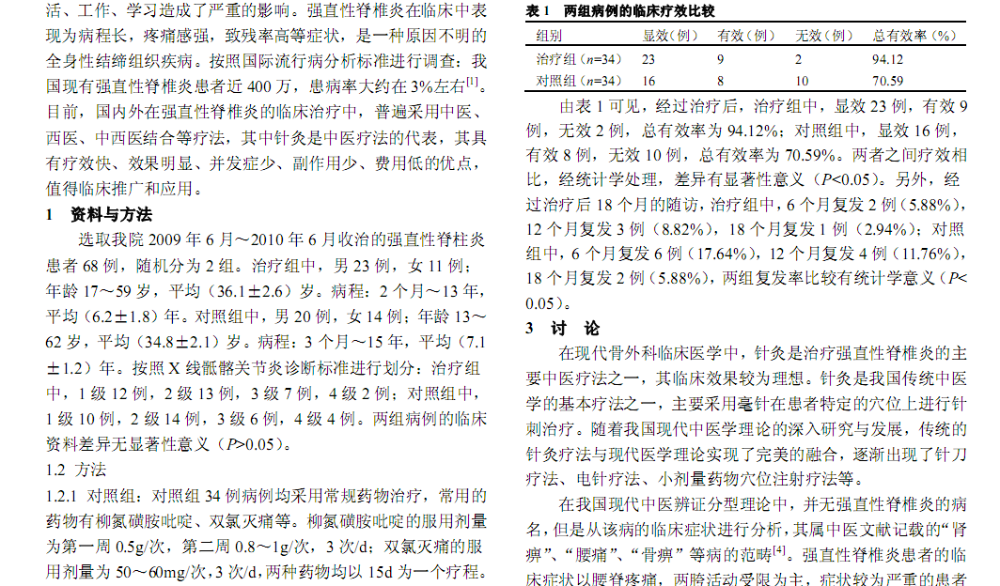 活、工作、学习造成了严重的影响。强直性脊椎炎在临床中表
现为病程长，疼痛感强，致残率高等症状，是一种原因不明的
全身性结缔组织疾病。按照国际流行病分析标准进行调查：我
国现有强直性脊椎炎患者近 400 万，患病率大约在 3%左右[1]。
目前，国内外在强直性脊椎炎的临床治疗中，普遍采用中医、
西医、中西医结合等疗法，其中针灸是中医疗法的代表，其具
有疗效快、效果明显、并发症少、副作用少、费用低的优点，
值得临床推广和应用。
1 资料与方法
选取我院 2009 年 6 月～2010 年 6 月收治的强直性脊柱炎
患者 68 例，随机分为 2 组。治疗组中，男 23 例，女 11 例；
年龄 17～59 岁，平均（36.1±2.6）岁。病程：2 个月～13 年，
平均（6.2±1.8）年。对照组中，男 20 例，女 14 例；年龄 13～
62 岁，平均（34.8±2.1）岁。病程：3 个月～15 年，平均（7.1
±1.2）年。按照 X 线骶髂关节炎诊断标准进行划分：治疗组
中，1 级 12 例，2 级 13 例，3 级 7 例，4 级 2 例；对照组中，
1 级 10 例，2 级 14 例，3 级 6 例，4 级 4 例。两组病例的临床
资料差异无显著性意义（P>0.05）。
1.2 方法
1.2.1 对照组：对照组 34 例病例均采用常规药物治疗，常用的
药物有柳氮磺胺吡啶、双氯灭痛等。柳氮磺胺吡啶的服用剂量
为第一周 0.5g/次，第二周 0.8～1g/次，3 次/d；双氯灭痛的服
用剂量为 50～60mg/次，3 次/d，两种药物均以 15d 为一个疗程。
表 1 两组病例的临床疗效比较
组别 显效（例） 有效（例） 无效（例） 总有效率（%）
治疗组（n=34） 23 9 2 94.12
对照组（n=34） 16 8 10 70.59
由表 1 可见，经过治疗后，治疗组中，显效 23 例，有效 9
例，无效 2 例，总有效率为 94.12%；对照组中，显效 16 例，
有效 8 例，无效 10 例，总有效率为 70.59%。两者之间疗效相
比，经统计学处理，差异有显著性意义（P<0.05）。另外，经
过治疗后 18 个月的随访，治疗组中，6 个月复发 2 例（5.88%），
12 个月复发 3 例（8.82%），18 个月复发 1 例（2.94%）；对照
组中，6 个月复发 6 例（17.64%），12 个月复发 4 例（11.76%），
18 个月复发 2 例（5.88%），两组复发率比较有统计学意义（P<
0.05）。
3 讨 论
在现代骨外科临床医学中，针灸是治疗强直性脊椎炎的主
要中医疗法之一，其临床效果较为理想。针灸是我国传统中医
学的基本疗法之一，主要采用毫针在患者特定的穴位上进行针
刺治疗。随着我国现代中医学理论的深入研究与发展，传统的
针灸疗法与现代医学理论实现了完美的融合，逐渐出现了针刀
疗法、电针疗法、小剂量药物穴位注射疗法等。
在我国现代中医辨证分型理论中，并无强直性脊椎炎的病
名，但是从该病的临床症状进行分析，其属中医文献记载的“肾
痹”、“腰痛”、“骨痹”等病的范畴[4]。强直性脊椎炎患者的临
床症状以腰脊疼痛，两胯活动受限为主，症状较为严重的患者